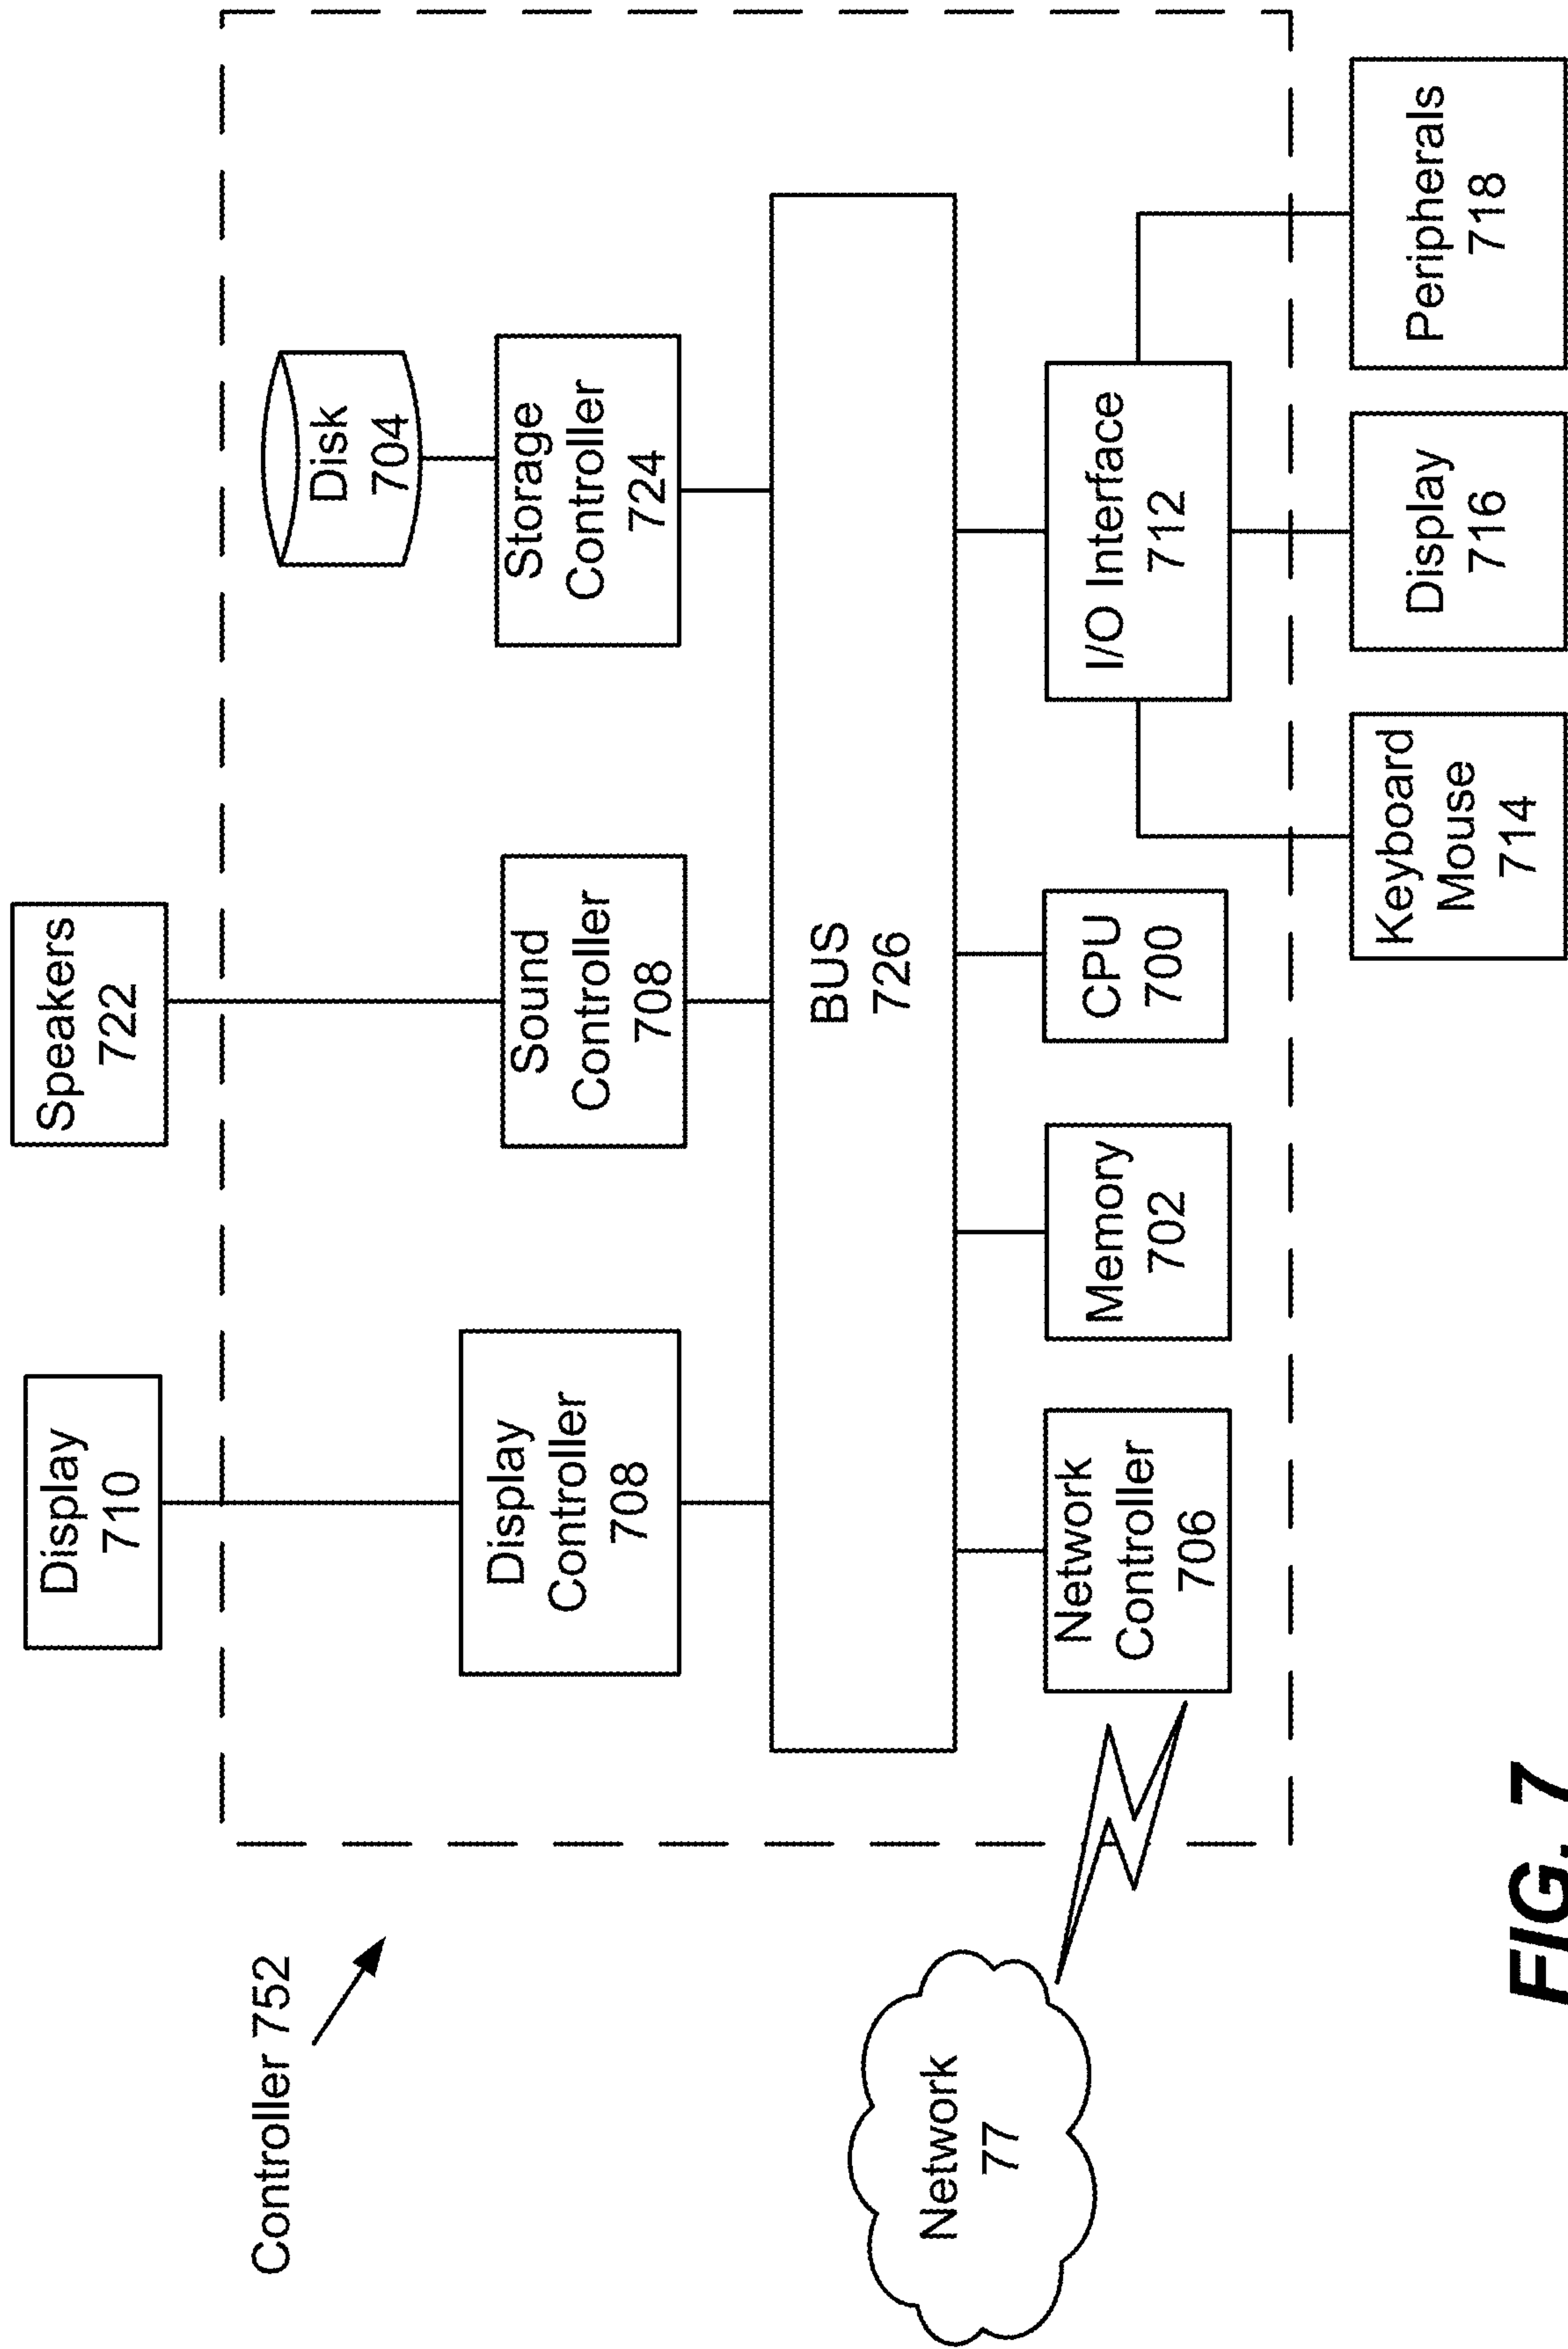 Controller 752
Display
710
Speakers
722
Disk
704
Display
Controller
708
Sound
Controller
708
Storage
Controller
724
BUS
726
Network
77
Network
Controller
706
Memory
702
CPU
700
I/O Interface
712
Keyboard
Mouse
714
Display
716
Peripherals
718
FIG. 7